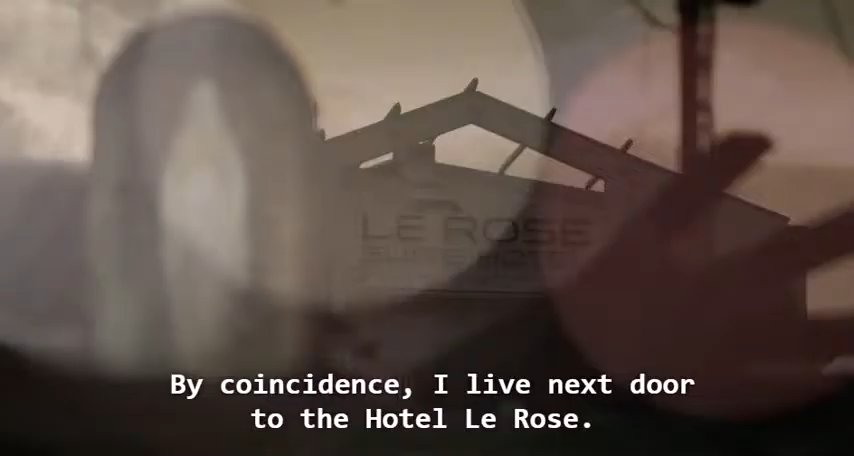 LE ROSE
By coincidence, I live next door
to the Hotel Le Rose.